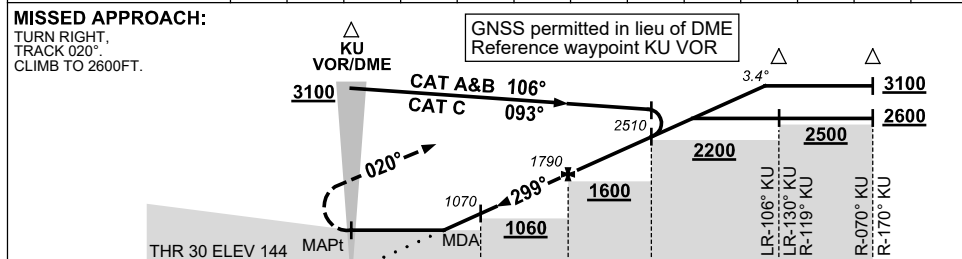 MISSED APPROACH:
TURN RIGHT,
TRACK 020°.
CLIMB TO 2600FT.
KU
VOR/DME
GNSS permitted in lieu of DME
Reference waypoint KU VOR
3100
CAT A&B 106°
CAT C 093°
3.4°
3100
2600
2510
2500
2200
020°
1790
299°
1600
1070
1060
LR-106° KU
LR-130° KU
R-119° KU
R-070° KU
R-170° KU
THR 30 ELEV 144
MAPt
MDA